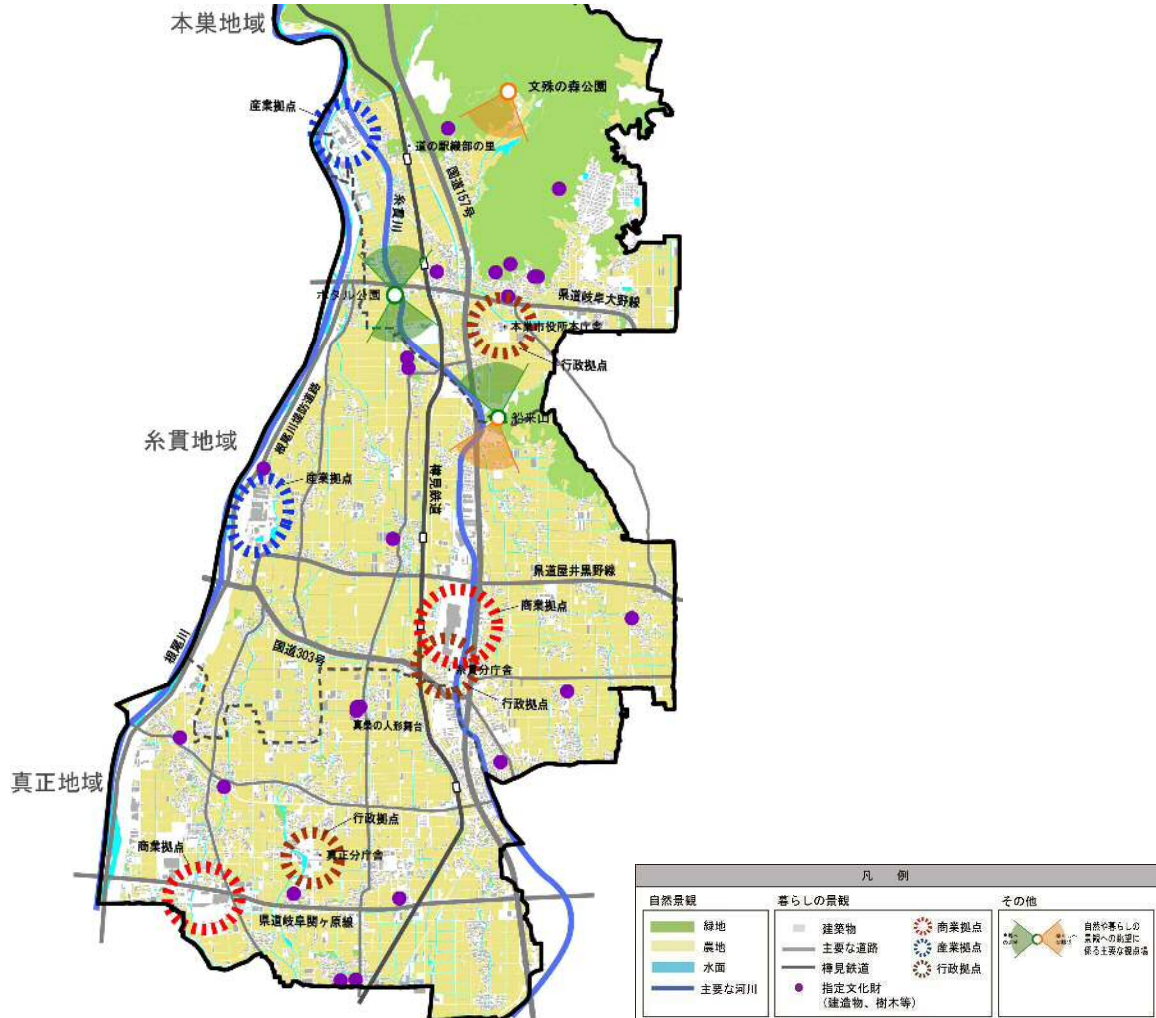 本巣地域
文殊の森公園
産業拠点
道の駅織部の里
国道157号
糸貫川
ホタル公園
県道岐阜大野線
本巣市役所本庁舎
行政拠点
船来山
根尾川堤防道路
糸貫地域
産業拠点
樽見鉄道
県道屋井黒野線
商業拠点
根尾川
国道303号
糸貫分庁舎
行政拠点
真桑の人形舞台
真正地域
行政拠点
商業拠点
真正分庁舎
県道岐阜関ヶ原線
凡 例
自然景観
緑地
農地
水面
主要な河川
暮らしの景観
建築物
主要な道路
樽見鉄道
指定文化財
(建造物、樹木等)
商業拠点
産業拠点
行政拠点
その他
自然や暮らしの
景観への眺望に
係る主要な視点場